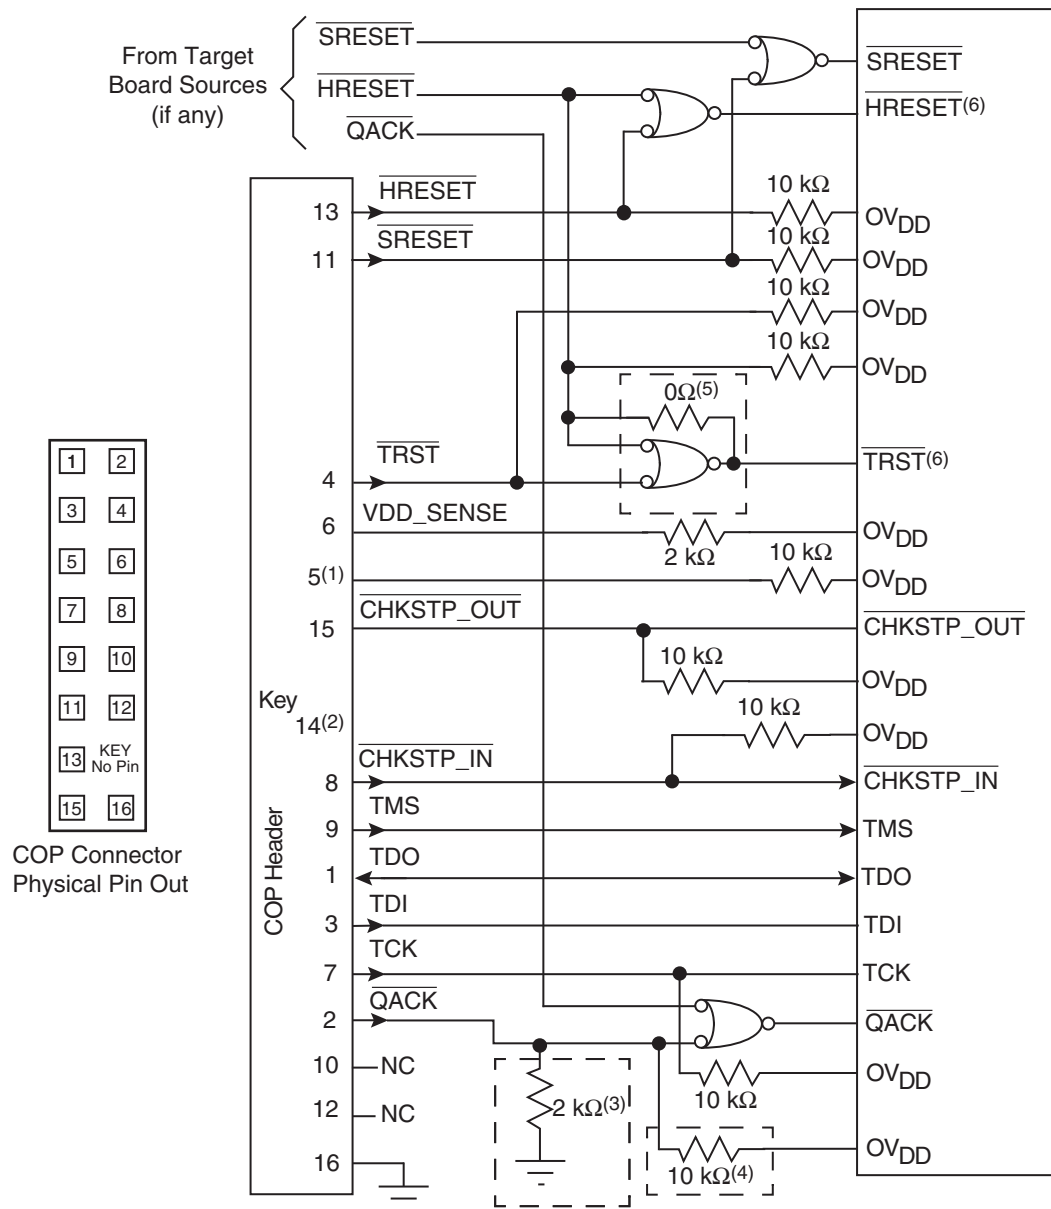 From Target
Board Sources
(if any)
SRESET
HRESET
QACK
SRESET
HRESET(6)
13 HRESET 10 kΩ OVDD
11 SRESET 10 kΩ OVDD
10 kΩ OVDD
10 kΩ OVDD
0Ω(5)
4 TRST TRST(6)
6 VDD_SENSE 2 kΩ OVDD
5(1) 10 kΩ OVDD
15 CHKSTP_OUT CHKSTP_OUT
10 kΩ OVDD
Key
14(2)
10 kΩ OVDD
8 CHKSTP_IN CHKSTP_IN
9 TMS TMS
1 TDO TDO
3 TDI TDI
7 TCK TCK
2 QACK QACK
10 NC
12 NC
16
10 kΩ OVDD
2 kΩ(3)
10 kΩ(4) OVDD
COP Header
1 2
3 4
5 6
7 8
9 10
11 12
13 KEY
No Pin
15 16
COP Connector
Physical Pin Out